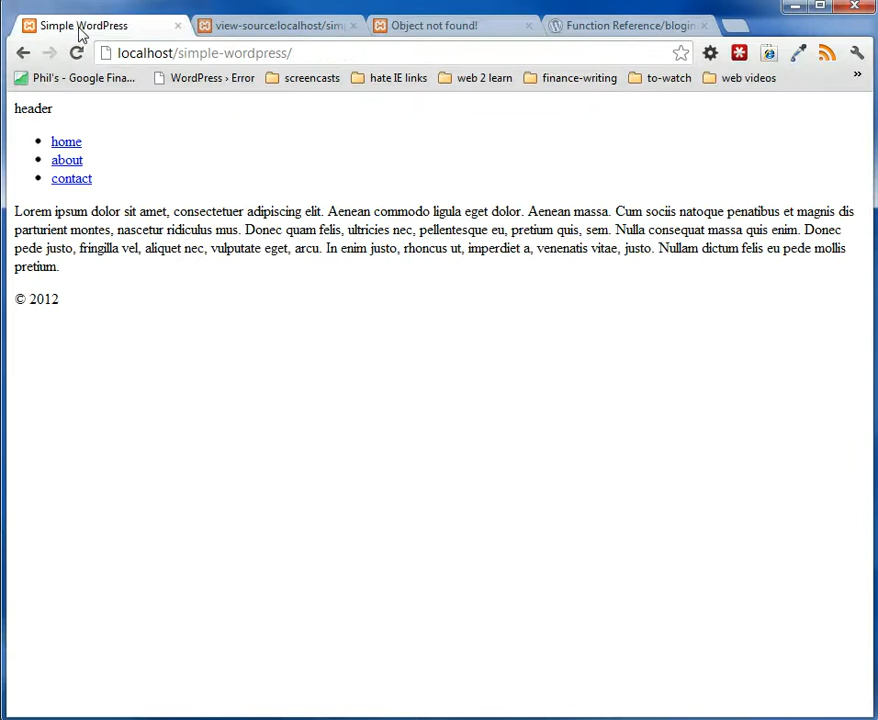 Simple WordPress
view-source:localhost/sim
Object not found!
Function Reference/blogin
localhost/simple-wordpress/
Phil's - Google Fina...
WordPress › Error
screencasts
hate IE links
web 2 learn
finance-writing
to-watch
web videos
header
home
about
contact
Lorem ipsum dolor sit amet, consectetuer adipiscing elit. Aenean commodo ligula eget dolor. Aenean massa. Cum sociis natoque penatibus et magnis dis
parturient montes, nascetur ridiculus mus. Donec quam felis, ultricies nec, pellentesque eu, pretium quis, sem. Nulla consequat massa quis enim. Donec
pede justo, fringilla vel, aliquet nec, vulputate eget, arcu. In enim justo, rhoncus ut, imperdiet a, venenatis vitae, justo. Nullam dictum felis eu pede mollis
pretium.
© 2012